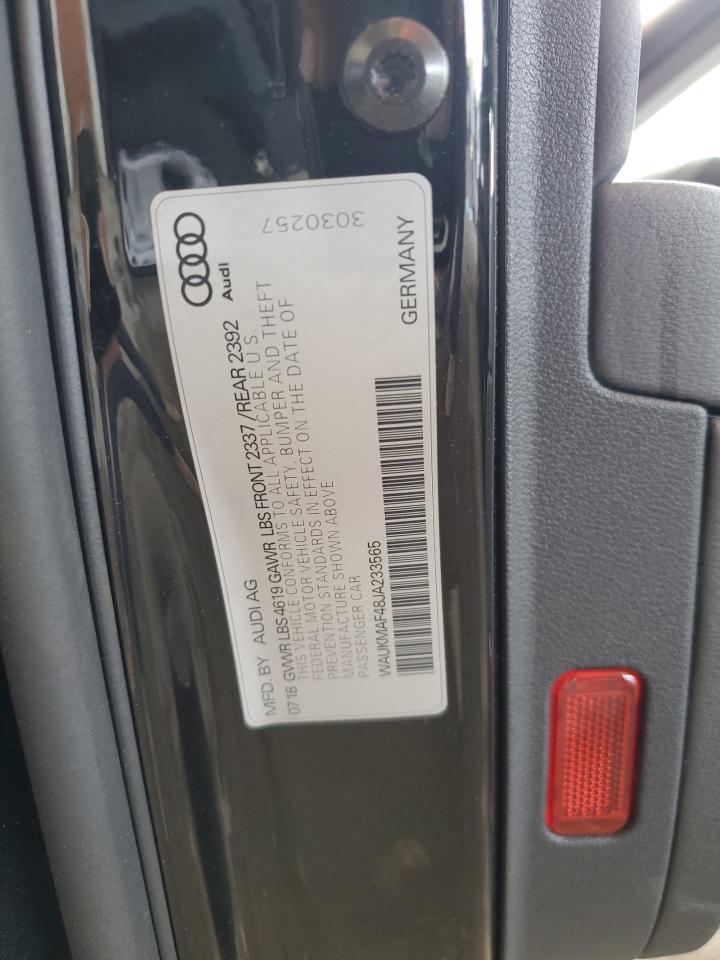 Audi
3030257
MFD. BY AUDI AG
07 18 GVWR LBS 4619 GAWR LBS FRONT 2337 /REAR 2392
THIS VEHICLE CONFORMS TO ALL APPLICABLE U.S.
FEDERAL MOTOR VEHICLE SAFETY, BUMPER AND THEFT
PREVENTION STANDARDS IN EFFECT ON THE DATE OF
MANUFACTURE SHOWN ABOVE
PASSENGER CAR
WAUKMAF48JA233565
GERMANY